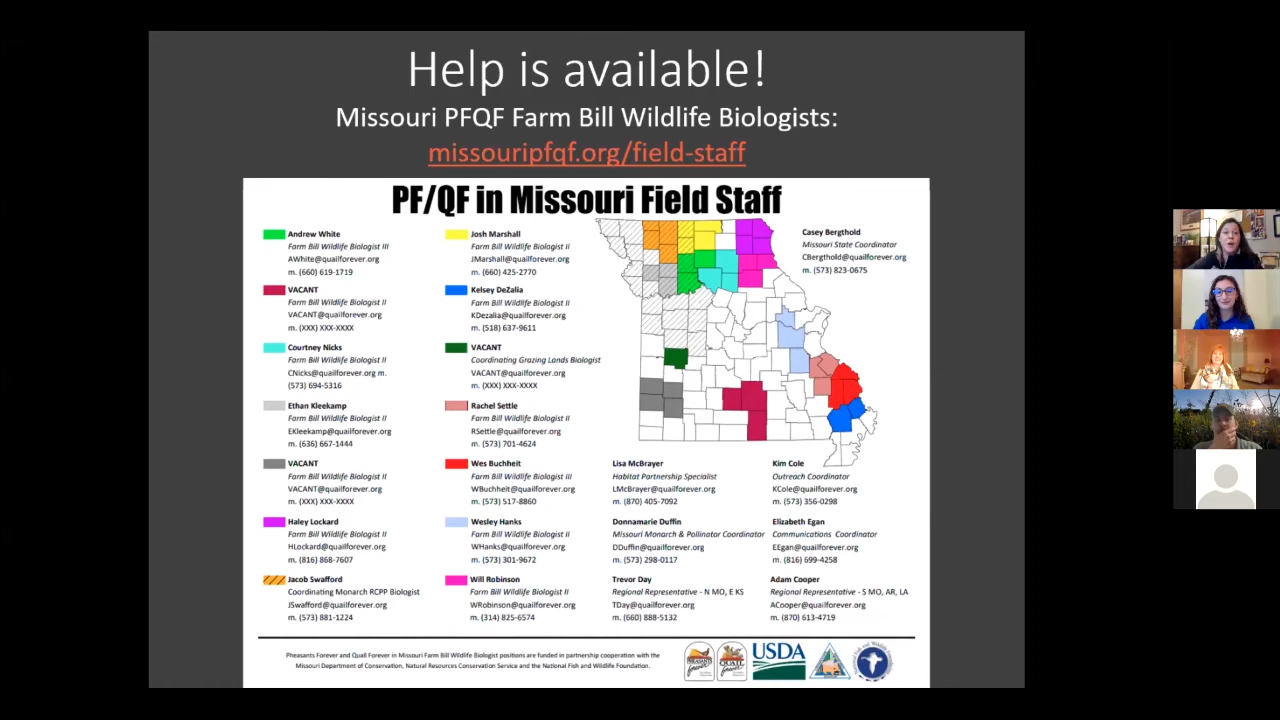 Help is available!
Missouri PFQF Farm Bill Wildlife Biologists:
missouripfqf.org/field-staff
PF/QF in Missouri Field Staff
Andrew White
Farm Bill Wildlife Biologist III
AWhite@quailforever.org
m. (660) 619-1719
VACANT
Farm Bill Wildlife Biologist II
VACANT@quailforever.org
m. (XXX) XXX-XXXX
Courtney Nicks
Farm Bill Wildlife Biologist II
CNicks@quailforever.org m.
(573) 694-5316
Ethan Kleekamp
Farm Bill Wildlife Biologist II
EKleekamp@quailforever.org
m. (636) 667-1444
VACANT
Farm Bill Wildlife Biologist II
VACANT@quailforever.org
m. (XXX) XXX-XXXX
Haley Lockard
Farm Bill Wildlife Biologist II
HLockard@quailforever.org
m. (816) 868-7607
Jacob Swafford
Coordinating Monarch RCPP Biologist
JSwafford@quailforever.org
m. (573) 881-1224
Josh Marshall
Farm Bill Wildlife Biologist II
JMarshall@quailforever.org
m. (660) 425-2770
Kelsey DeZalia
Farm Bill Wildlife Biologist II
KDezalia@quailforever.org
m. (518) 637-9611
VACANT
Coordinating Grazing Lands Biologist
VACANT@quailforever.org
m. (XXX) XXX-XXXX
Rachel Settle
Farm Bill Wildlife Biologist II
RSettle@quailforever.org
m. (573) 701-4624
Wes Buchheit
Farm Bill Wildlife Biologist III
WBuchheit@quailforever.org
m. (573) 517-8860
Wesley Hanks
Farm Bill Wildlife Biologist II
WHanks@quailforever.org
m. (573) 301-9672
Will Robinson
Farm Bill Wildlife Biologist II
WRobinson@quailforever.org
m. (314) 825-6574
Casey Bergthold
Missouri State Coordinator
CBergthold@quailforever.org
m. (573) 823-0675
Lisa McBrayer
Habitat Partnership Specialist
LMcBrayer@quailforever.org
m. (870) 405-7092
Donnamarie Duffin
Missouri Monarch & Pollinator Coordinator
DDuffin@quailforever.org
m. (573) 298-0117
Trevor Day
Regional Representative - N MO, E KS
TDay@quailforever.org
m. (660) 888-5132
Kim Cole
Outreach Coordinator
KCole@quailforever.org
m. (573) 356-0298
Elizabeth Egan
Communications Coordinator
EEgan@quailforever.org
m. (816) 699-4258
Adam Cooper
Regional Representative - S MO, AR, LA
ACooper@quailforever.org
m. (870) 613-4719
Pheasants Forever and Quail Forever in Missouri Farm Bill Wildlife Biologist positions are funded in partnership cooperation with the
Missouri Department of Conservation, Natural Resources Conservation Service and the National Fish and Wildlife Foundation.
USDA